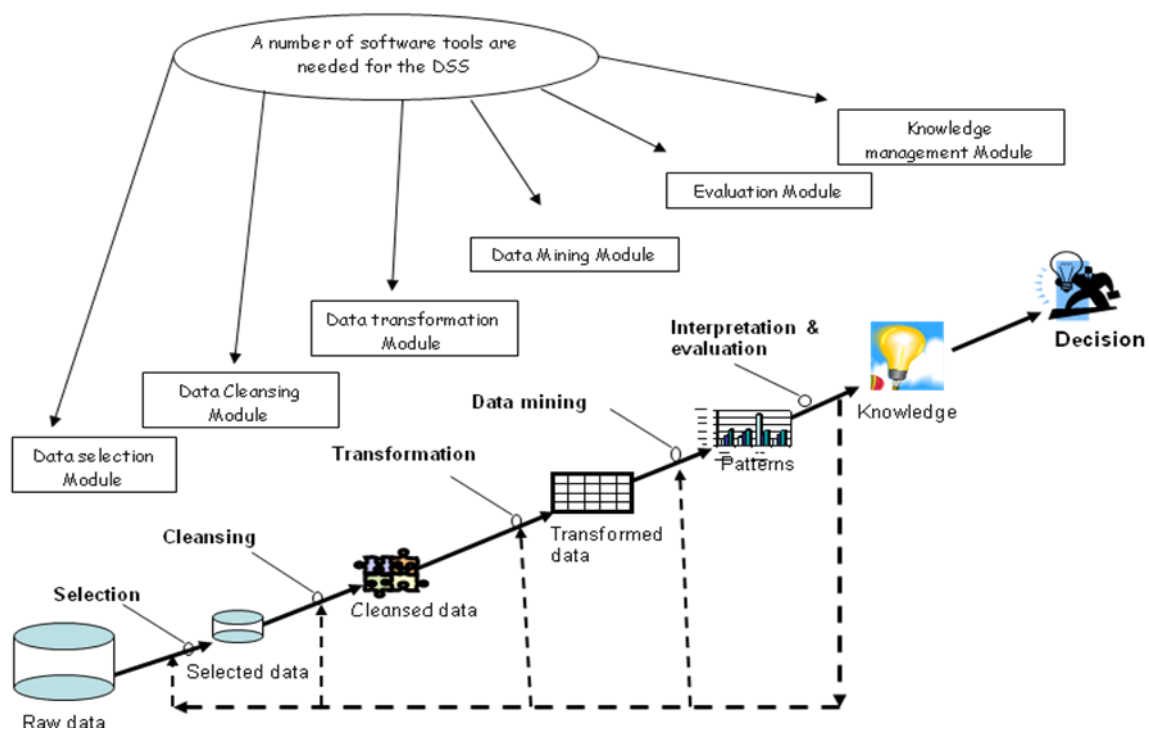 A number of software tools are
needed for the DSS
Knowledge
management Module
Evaluation Module
Data Mining Module
Data transformation
Module
Data Cleansing
Module
Data selection
Module
Interpretation &
evaluation
Decision
Knowledge
Data mining
Patterns
Transformation
Transformed
data
Cleansing
Cleansed data
Selection
Selected data
Raw data